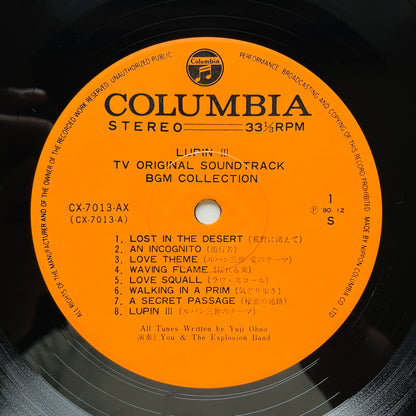 ALL RIGHTS OF THE MANUFACTURER AND OF THE OWNER OF THE RECORDED WORK RESERVED. UNAUTHORIZED PUBLIC PERFORMANCE, BROADCASTING AND COPYING OF THIS RECORD PROHIBITED. MADE BY NIPPON COLUMBIA CO. LTD
Columbia
COLUMBIA
STEREO 33⅓RPM
LUPIN III
TV ORIGINAL SOUNDTRACK
BGM COLLECTION
CX-7013-AX
(CX-7013-A)
1
Ⓟ '80. 12
S
1. LOST IN THE DESERT (荒野に消えて)
2. AN INCOGNITO (微行者)
3. LOVE THEME (ルパン三世 愛のテーマ)
4. WAVING FLAME (揺れる炎)
5. LOVE SQUALL (ラヴ・スコール)
6. WALKING IN A PRIM (気どり歩き)
7. A SECRET PASSAGE (秘密の通路)
8. LUPIN III (ルパン三世のテーマ)
All Tunes Written by Yuji Ohno
演奏) You & The Explosion Band